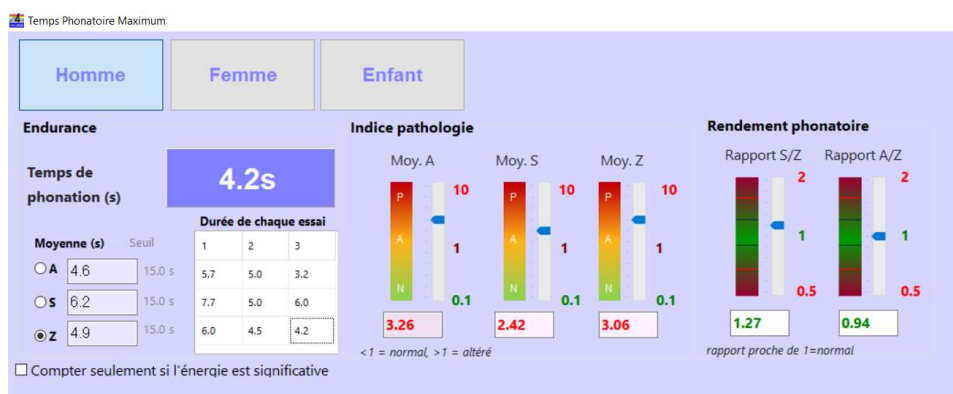 Temps Phonatoire Maximum
Homme Femme Enfant
Endurance
Temps de phonation (s)
4.2s
Durée de chaque essai
Moyenne (s) Seuil
1 2 3
A 4.6 15.0 s 5.7 5.0 3.2
S 6.2 15.0 s 7.7 5.0 6.0
Z 4.9 15.0 s 6.0 4.5 4.2
Compter seulement si l'énergie est significative
Indice pathologie
Moy. A Moy. S Moy. Z
P 10 P 10 P 10
A 1 A 1 A 1
N 0.1 N 0.1 N 0.1
3.26 2.42 3.06
<1 = normal, >1 = altéré
Rendement phonatoire
Rapport S/Z Rapport A/Z
2 2
1 1
0.5 0.5
1.27 0.94
rapport proche de 1=normal